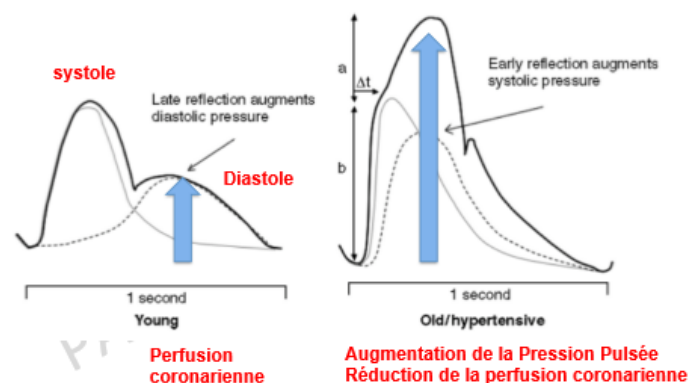 systole
Late reflection augments
diastolic pressure
Diastole
1 second
Young
Perfusion
coronarienne
a
Δt
b
Early reflection augments
systolic pressure
1 second
Old/hypertensive
Augmentation de la Pression Pulsée
Réduction de la perfusion coronarienne